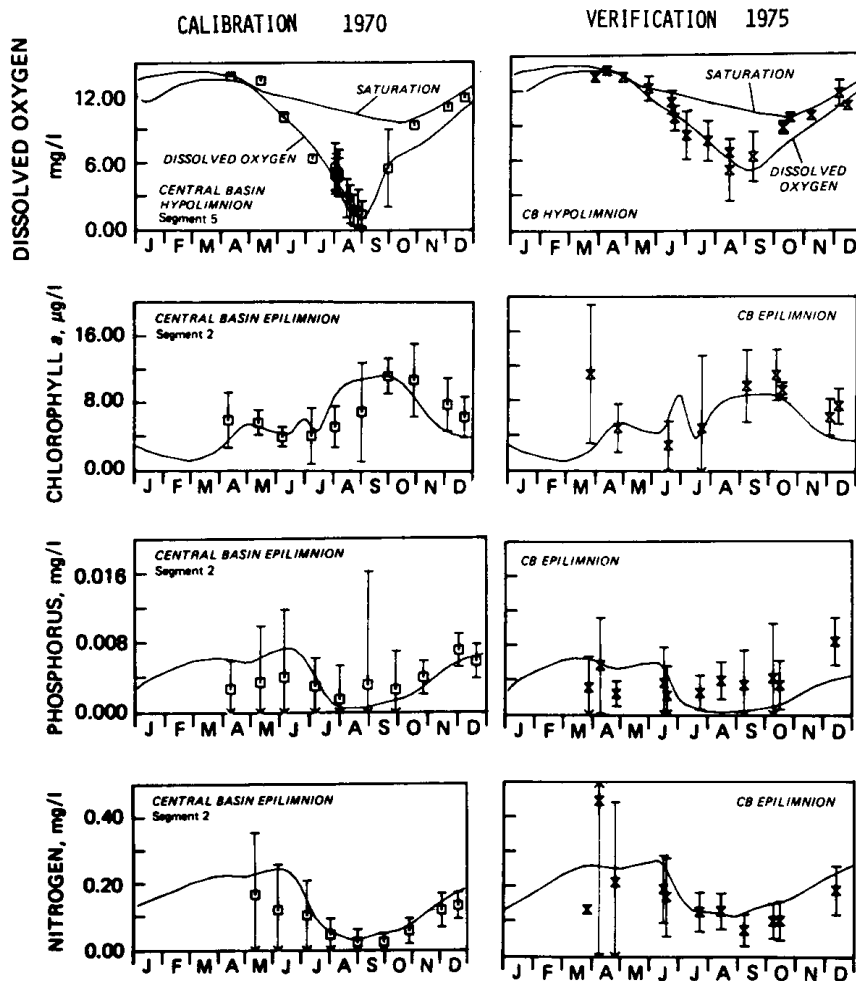 CALIBRATION 1970
VERIFICATION 1975
DISSOLVED OXYGEN
mg/l
12.00
6.00
0.00
SATURATION
DISSOLVED OXYGEN
CENTRAL BASIN
HYPOLIMNION
Segment 5
J F M A M J J A S O N D
SATURATION
DISSOLVED
OXYGEN
CB HYPOLIMNION
J F M A M J J A S O N D
CHLOROPHYLL a, μg/l
16.00
8.00
0.00
CENTRAL BASIN EPILIMNION
Segment 2
J F M A M J J A S O N D
CB EPILIMNION
J F M A M J J A S O N D
PHOSPHORUS, mg/l
0.016
0.008
0.000
CENTRAL BASIN EPILIMNION
Segment 2
J F M A M J J A S O N D
CB EPILIMNION
J F M A M J J A S O N D
NITROGEN, mg/l
0.40
0.20
0.00
CENTRAL BASIN EPILIMNION
Segment 2
J F M A M J J A S O N D
CB EPILIMNION
J F M A M J J A S O N D